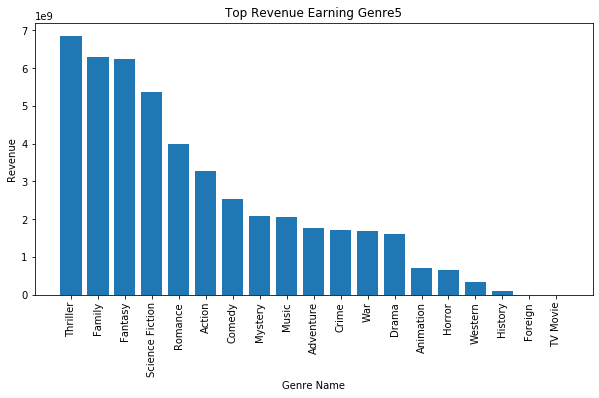 Top Revenue Earning Genre5
1e9
7
6
5
4
3
2
1
0
Revenue
Thriller
Family
Fantasy
Science Fiction
Romance
Action
Comedy
Mystery
Music
Adventure
Crime
War
Drama
Animation
Horror
Western
History
Foreign
TV Movie
Genre Name